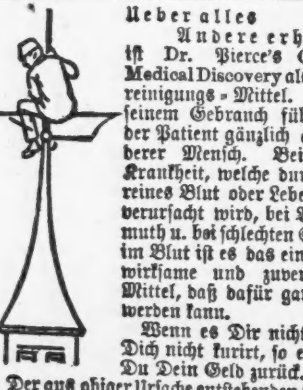 Ueber alles
Andere erh
iſt Dr. Pierce's G
Medical Discovery al
reinigungs = Mittel.
ſeinem Gebrauch fü
der Patient gänzlich
derer Menſch. Bei
Krankheit, welche du
reines Blut oder Lebe
verurſacht wird, bei
muth u. bei ſchlechten
im Blut iſt es das ein
wirkſame und zuver
Mittel, daß dafür ga
werden kann.
Wenn es Dir nicht
Dich nicht kurirt, ſo e
Du Dein Geld zurück.
Der aus obiger Urſache entſtehenden